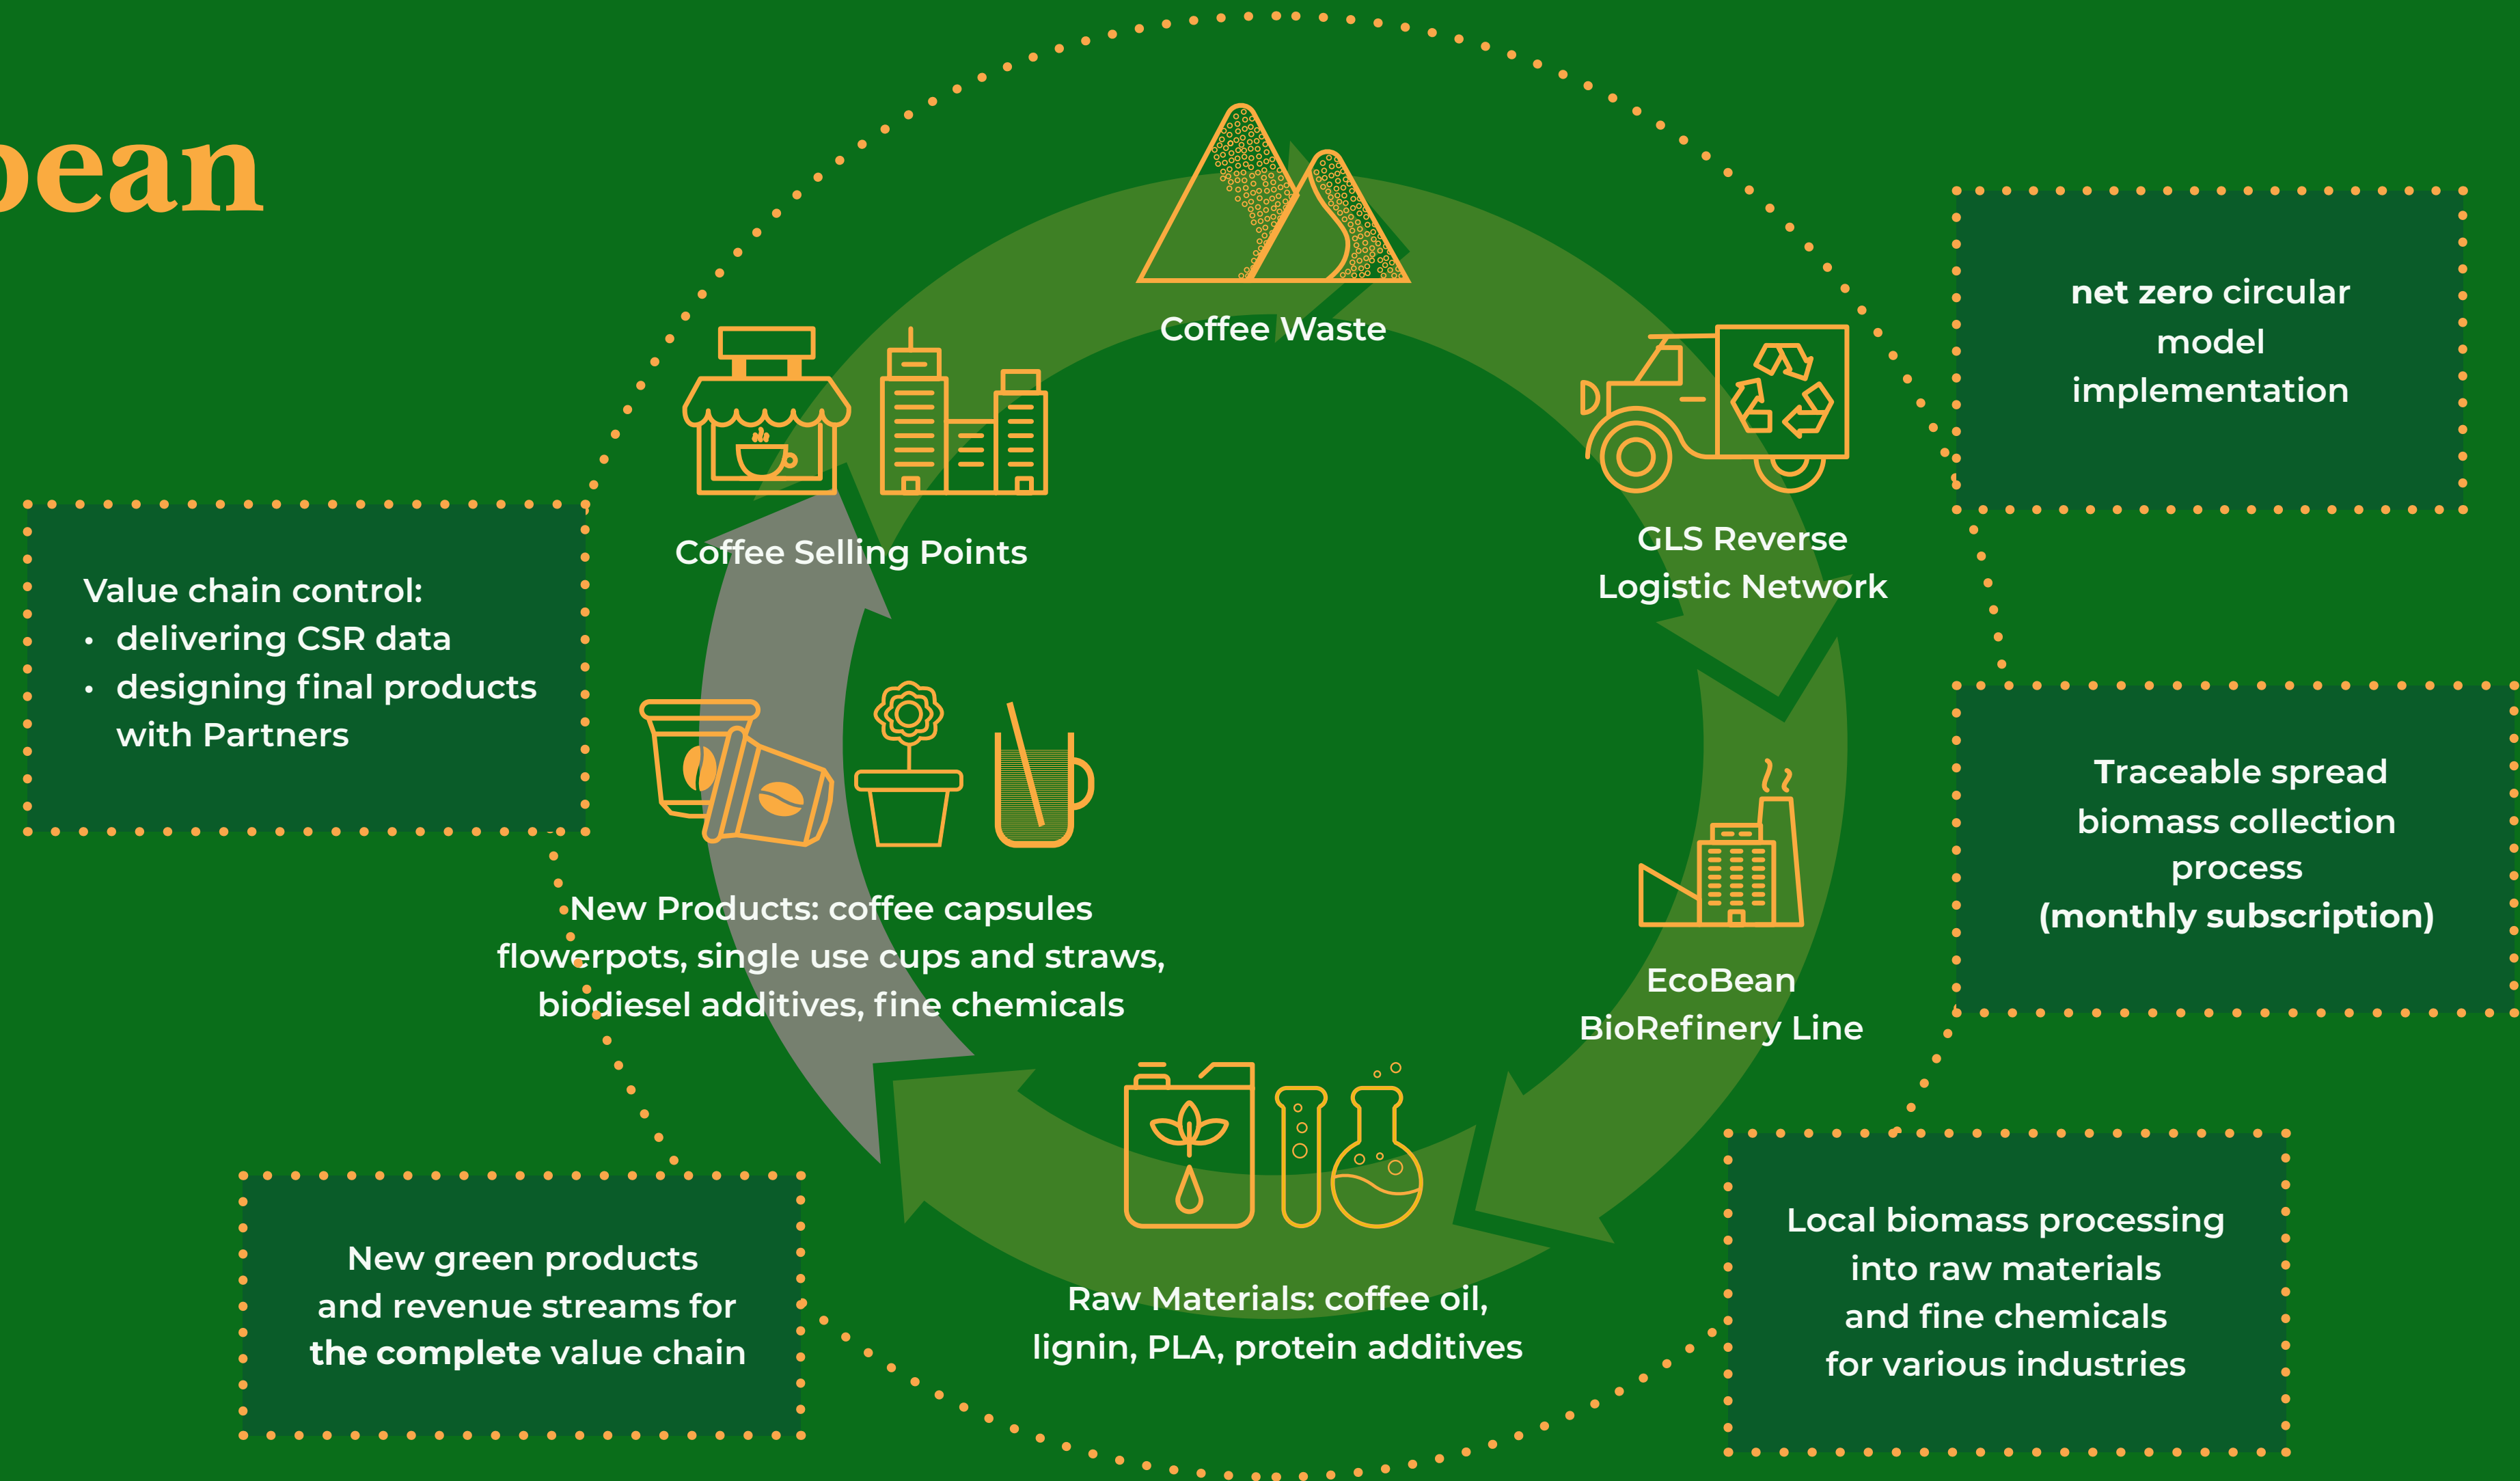 bean
Coffee Waste
net zero circular
model
implementation
Coffee Selling Points
GLS Reverse
Logistic Network
Value chain control:
• delivering CSR data
• designing final products
with Partners
Traceable spread
biomass collection
process
(monthly subscription)
New Products: coffee capsules
flowerpots, single use cups and straws,
biodiesel additives, fine chemicals
EcoBean
BioRefinery Line
New green products
and revenue streams for
the complete value chain
Raw Materials: coffee oil,
lignin, PLA, protein additives
Local biomass processing
into raw materials
and fine chemicals
for various industries